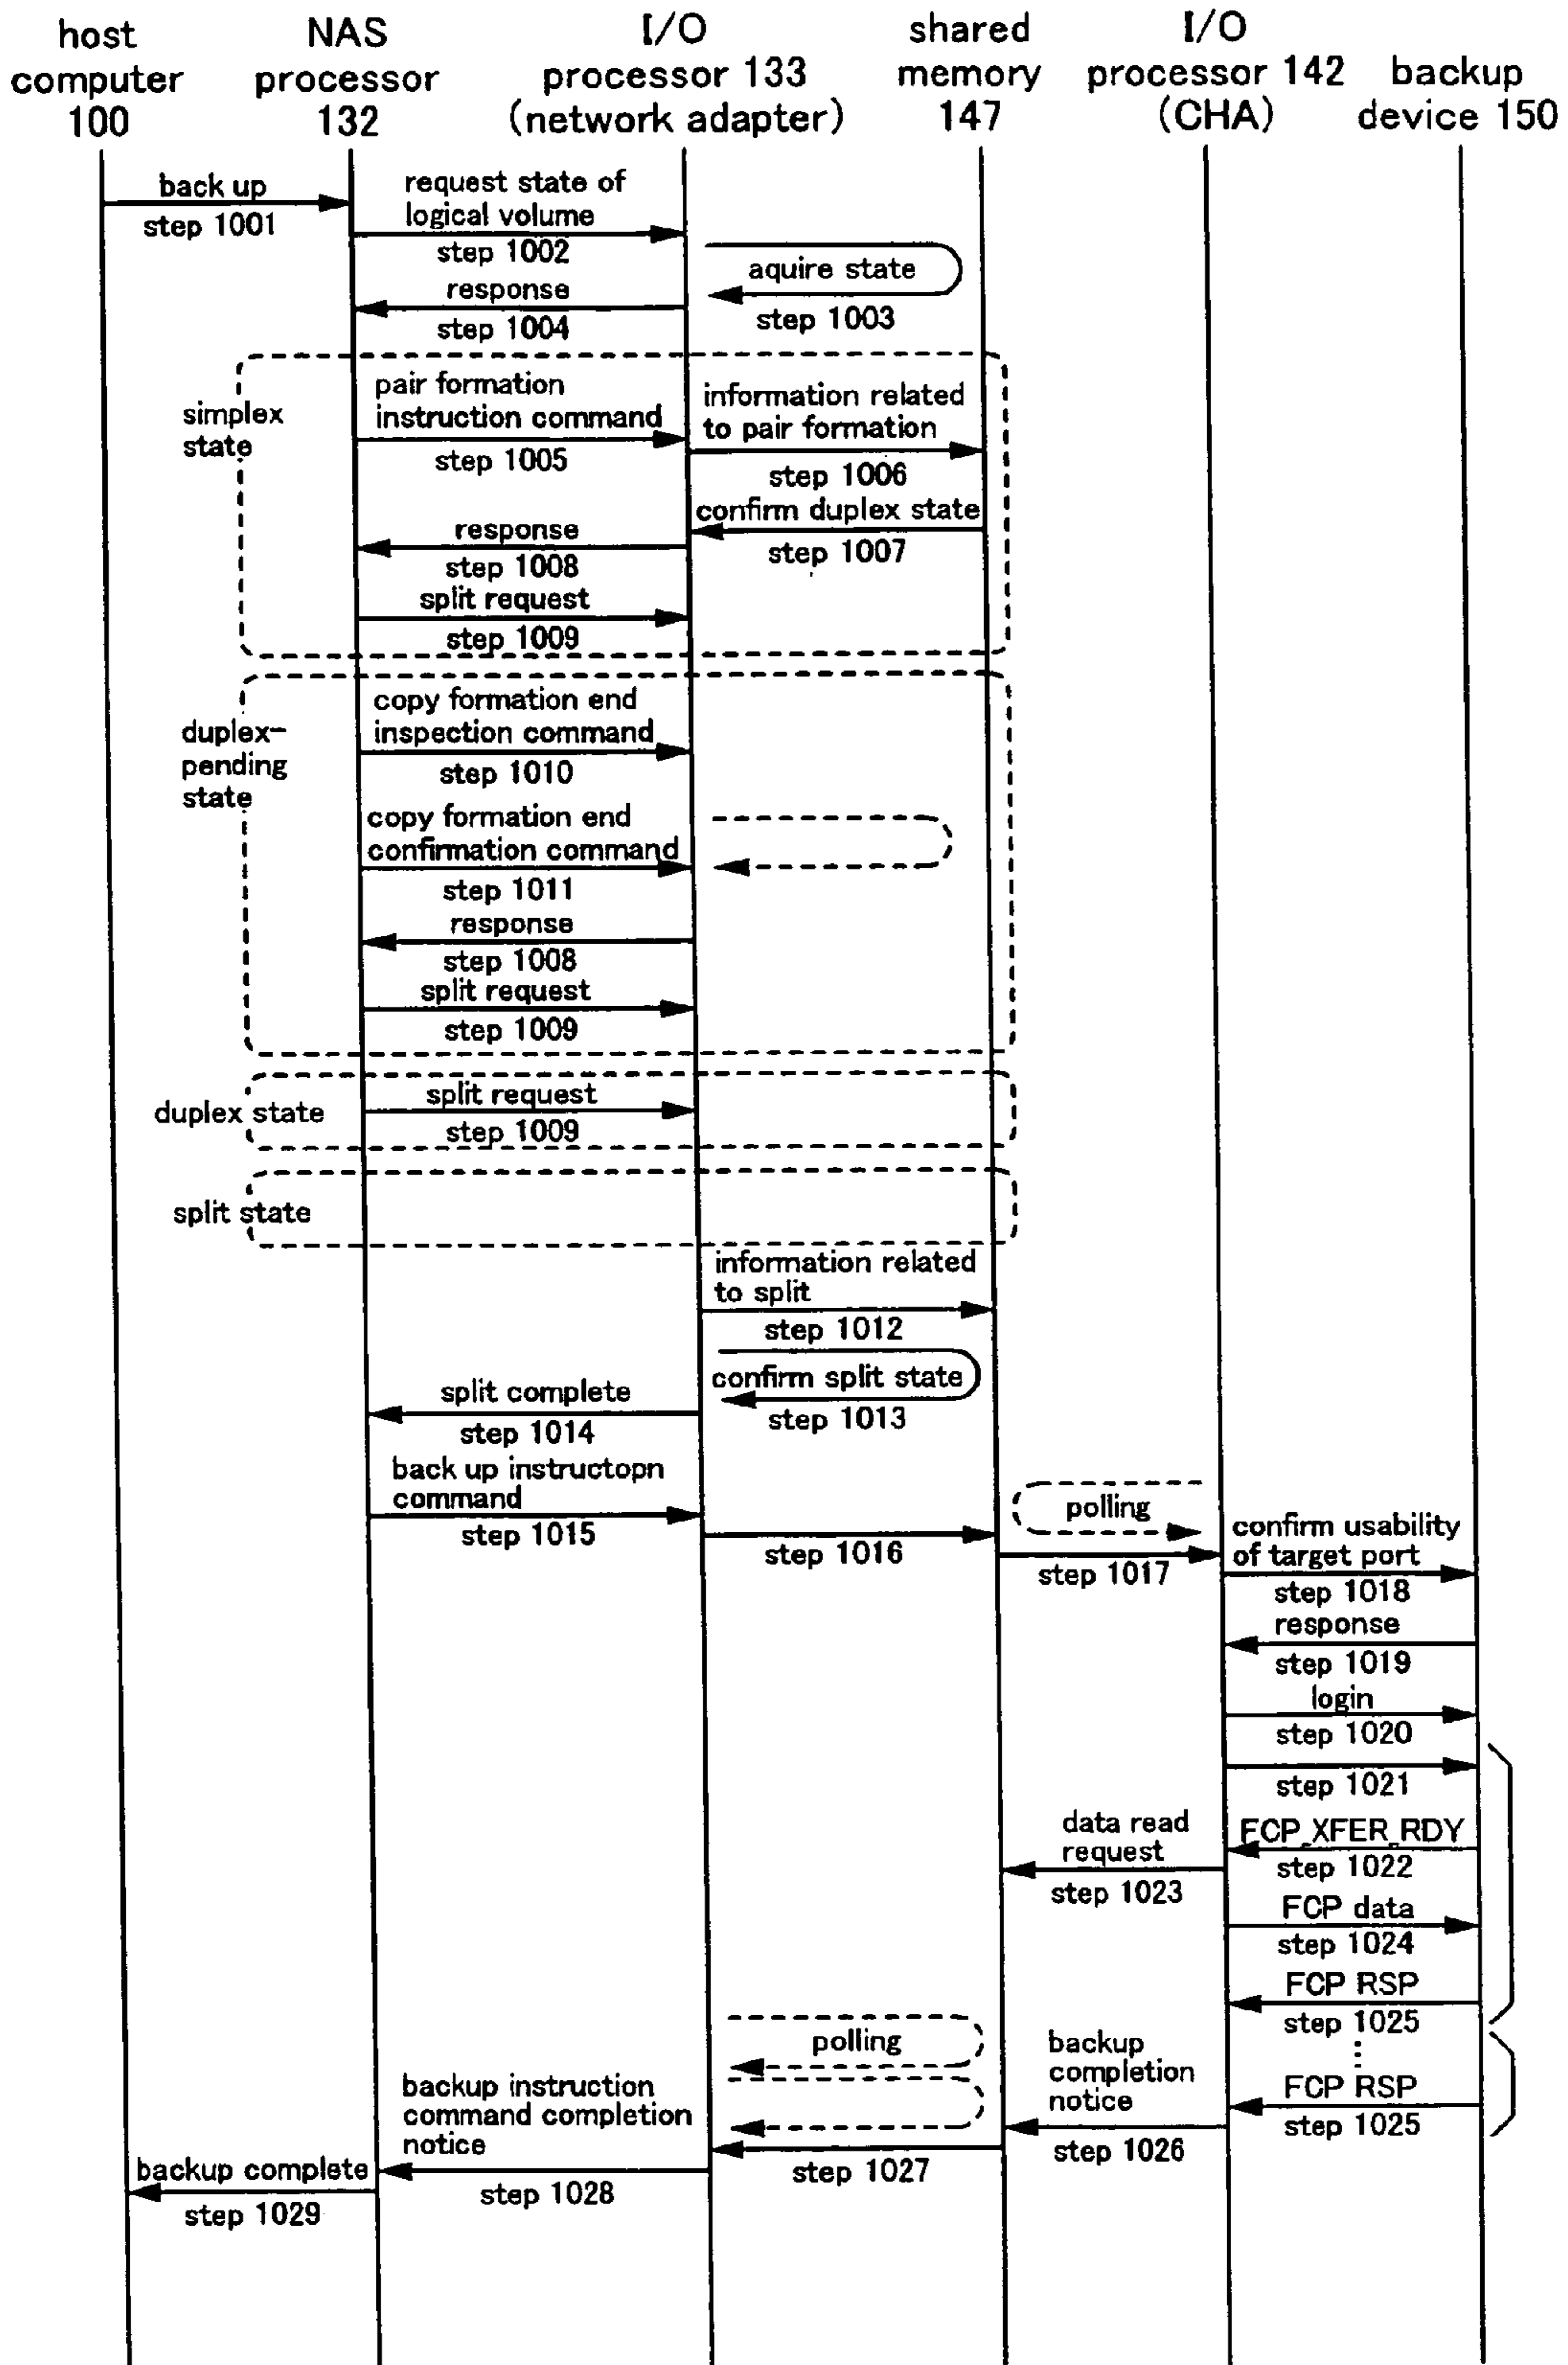 host
computer
100
NAS
processor
132
I/O
processor 133
(network adapter)
shared
memory
147
I/O
processor 142
(CHA)
backup
device 150
back up
step 1001
request state of
logical volume
step 1002
aquire state
step 1003
response
step 1004
simplex
state
pair formation
instruction command
step 1005
information related
to pair formation
step 1006
confirm duplex state
step 1007
response
step 1008
split request
step 1009
duplex-
pending
state
copy formation end
inspection command
step 1010
copy formation end
confirmation command
step 1011
response
step 1008
split request
step 1009
duplex state
split request
step 1009
split state
information related
to split
step 1012
confirm split state
step 1013
split complete
step 1014
back up instructopn
command
step 1015
step 1016
polling
step 1017
confirm usability
of target port
step 1018
response
step 1019
login
step 1020
step 1021
FCP_XFER_RDY
step 1022
data read
request
step 1023
FCP data
step 1024
FCP RSP
step 1025
polling
FCP RSP
step 1025
backup
completion
notice
step 1026
step 1027
backup instruction
command completion
notice
step 1028
backup complete
step 1029